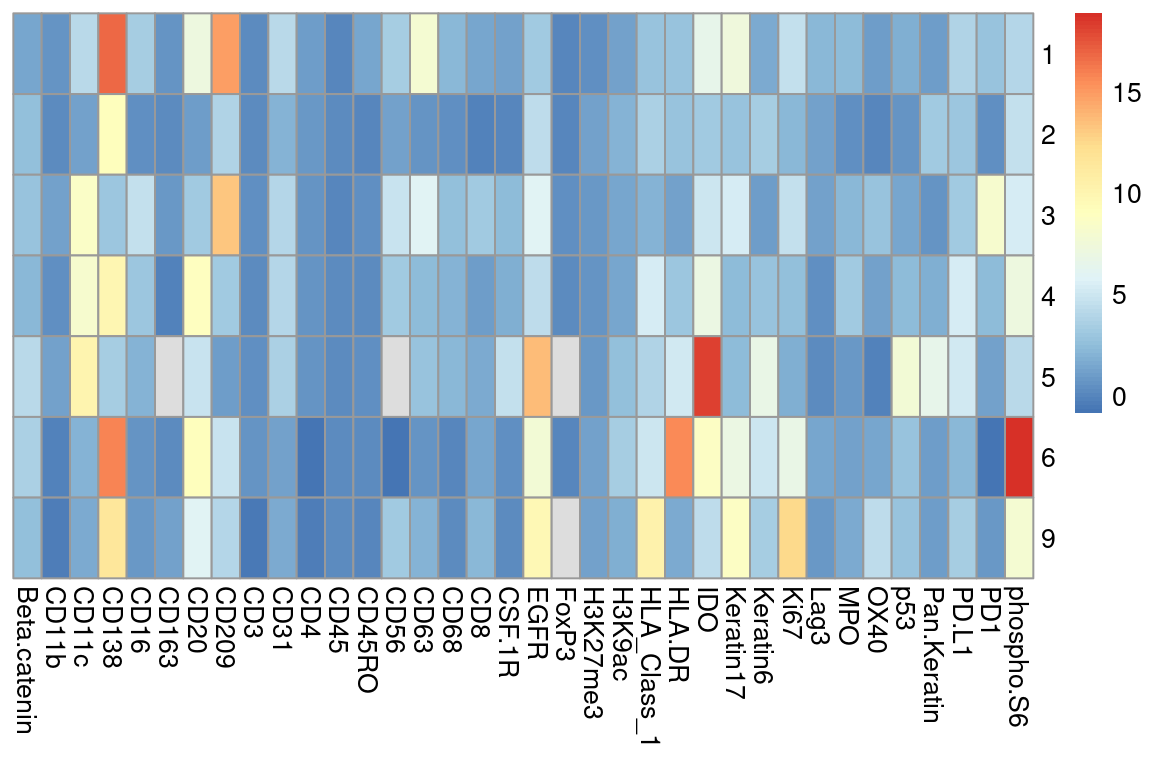 1
2
3
4
5
6
9
15
10
5
0
Beta.catenin
CD11b
CD11c
CD138
CD16
CD163
CD20
CD209
CD3
CD31
CD4
CD45
CD45RO
CD56
CD63
CD68
CD8
CSF.1R
EGFR
FoxP3
H3K27me3
H3K9ac
HLA_Class_1
HLA.DR
IDO
Keratin17
Keratin6
Ki67
Lag3
MPO
OX40
p53
Pan.Keratin
PD.L1
PD1
phospho.S6